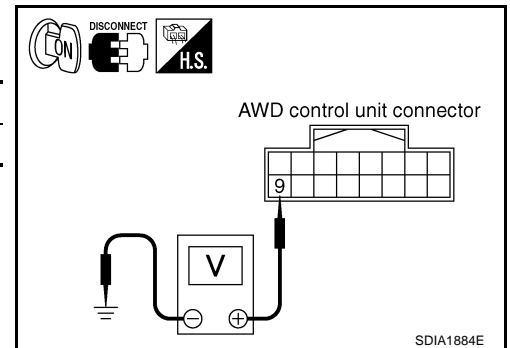 ON
DISCONNECT
H.S.
AWD control unit connector
9
V
− +
SDIA1884E